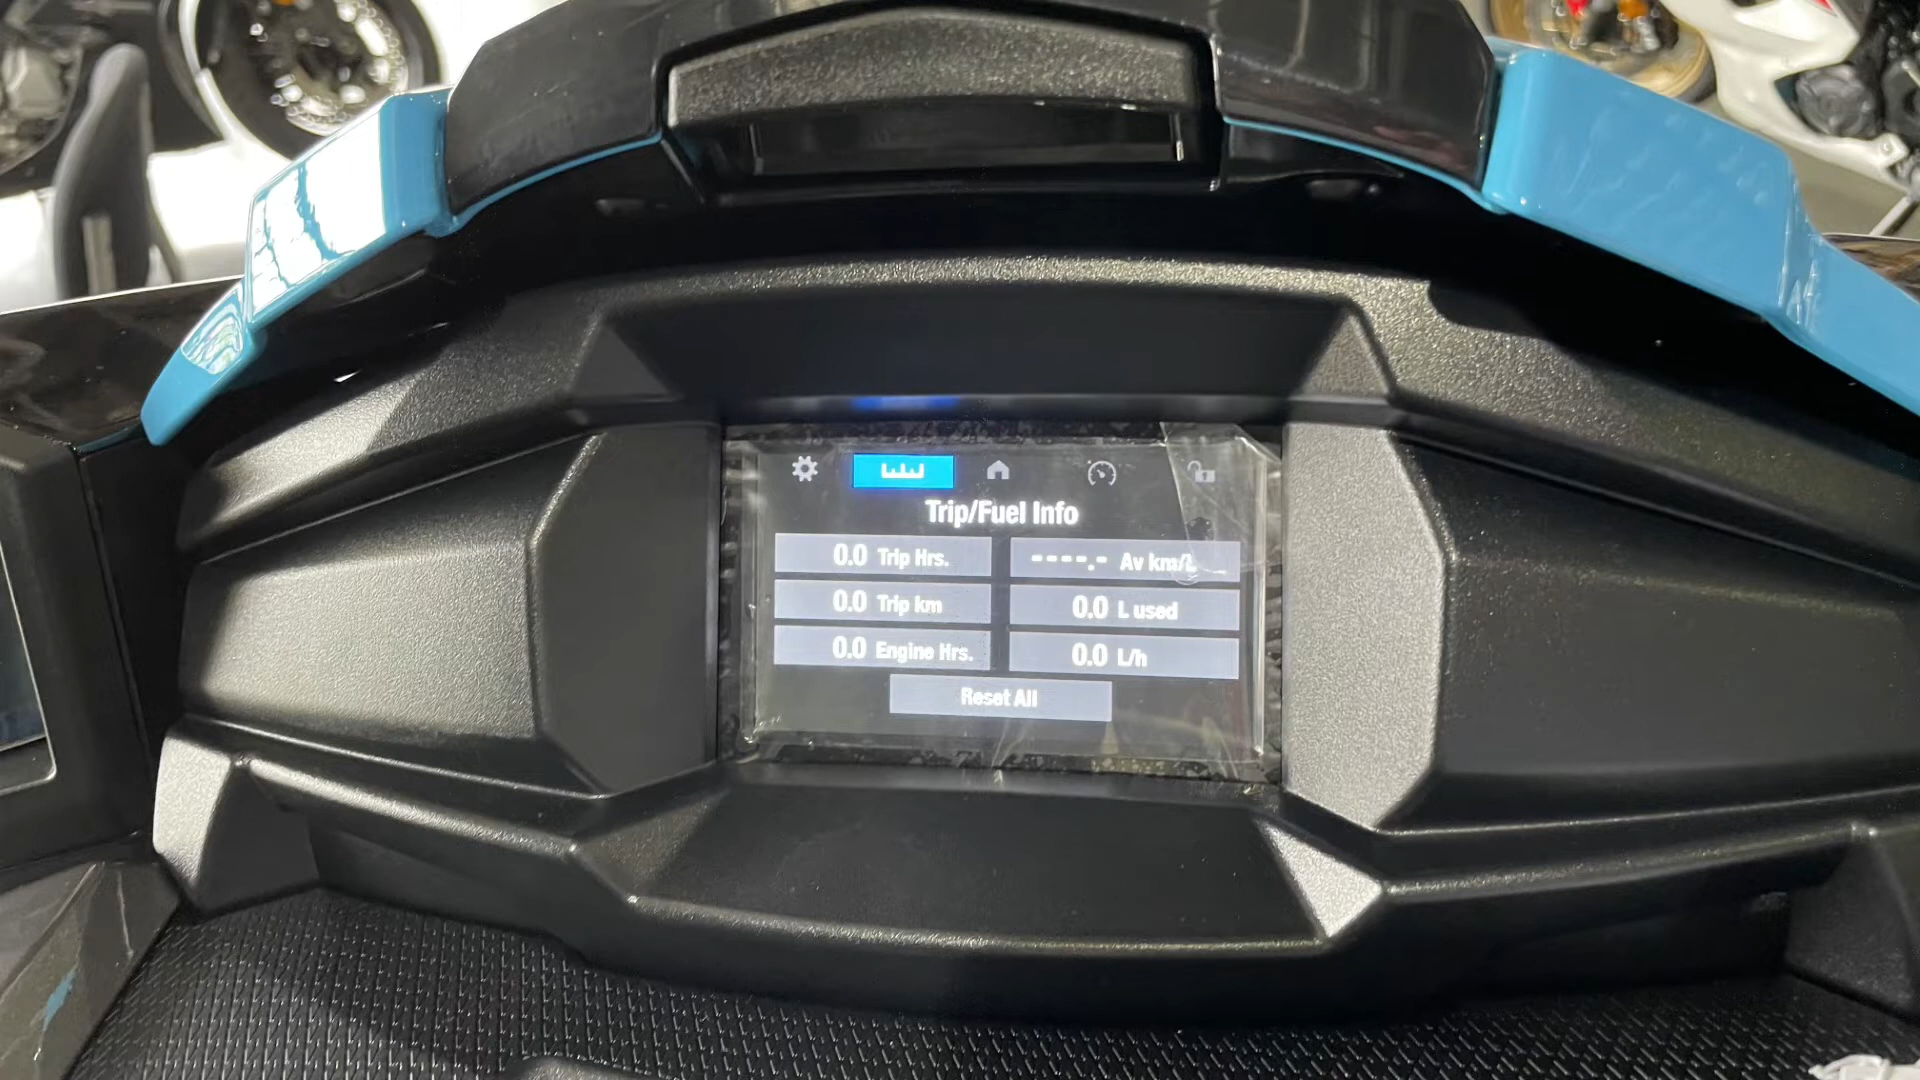 Trip/Fuel Info
0.0 Trip Hrs.
----.- Av km/L
0.0 Trip km
0.0 L used
0.0 Engine Hrs.
0.0 L/h
Reset All